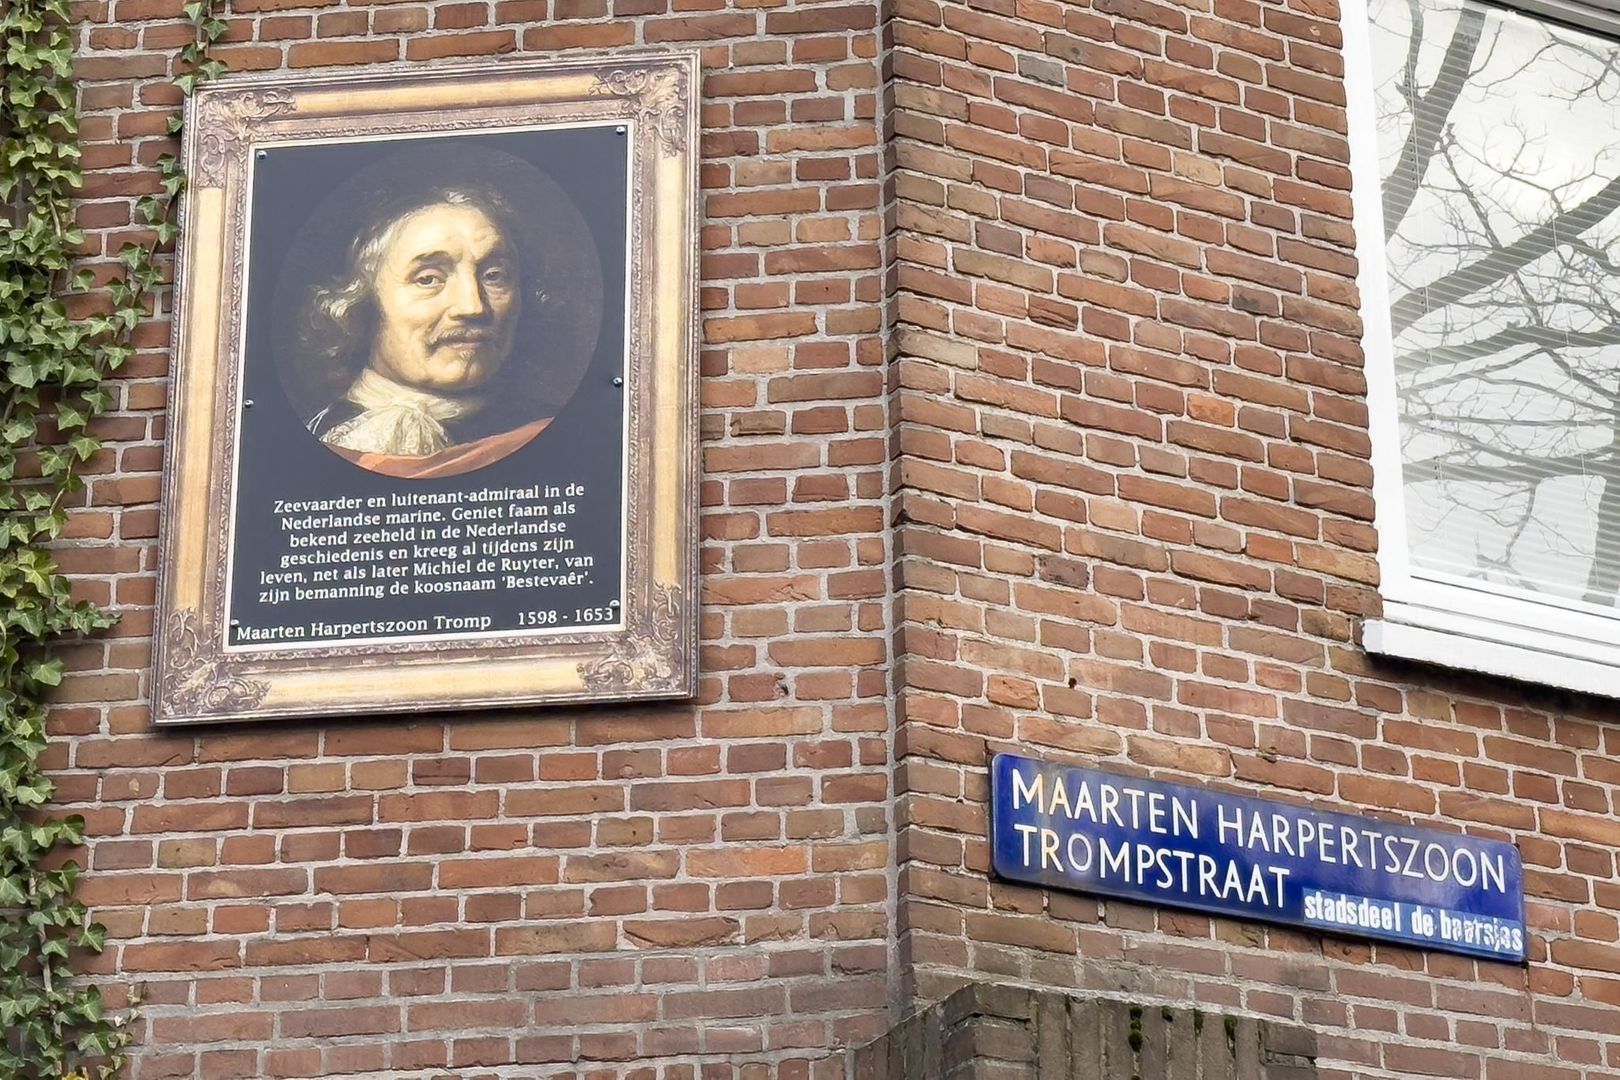 Zeevaarder en luitenant-admiraal in de
Nederlandse marine. Geniet faam als
bekend zeeheld in de Nederlandse
geschiedenis en kreeg al tijdens zijn
leven, net als later Michiel de Ruyter, van
zijn bemanning de koosnaam 'Bestevaêr'.
Maarten Harpertszoon Tromp 1598 - 1653
MAARTEN HARPERTSZOON
TROMPSTRAAT
stadsdeel de baarsjes